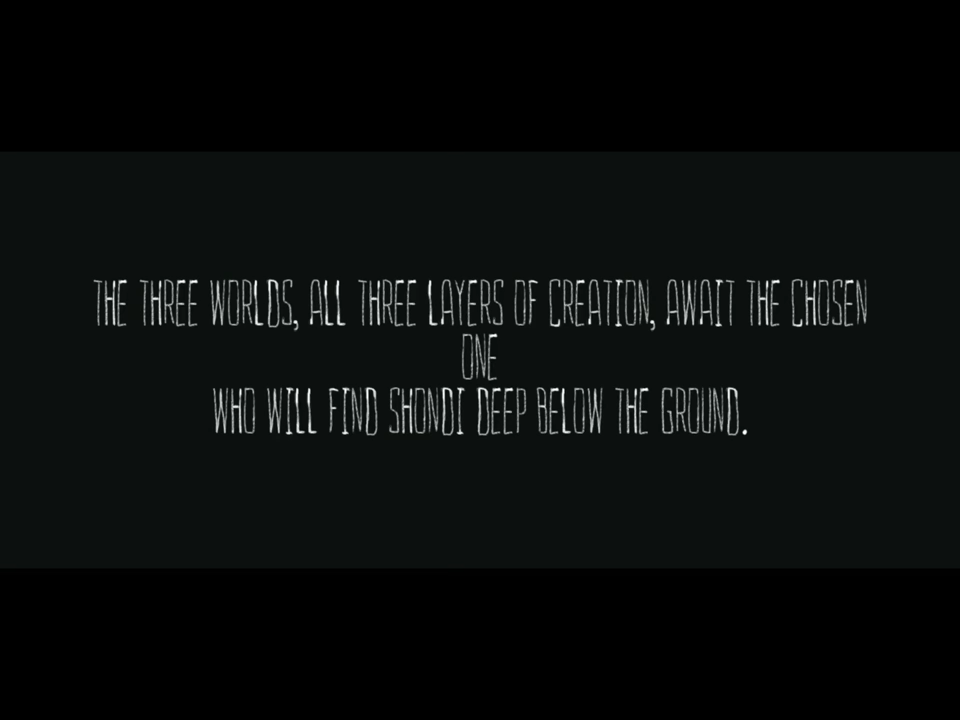 THE THREE WORLDS, ALL THREE LAYERS OF CREATION, AWAIT THE CHOSEN
ONE
WHO WILL FIND SHONDI DEEP BELOW THE GROUND.